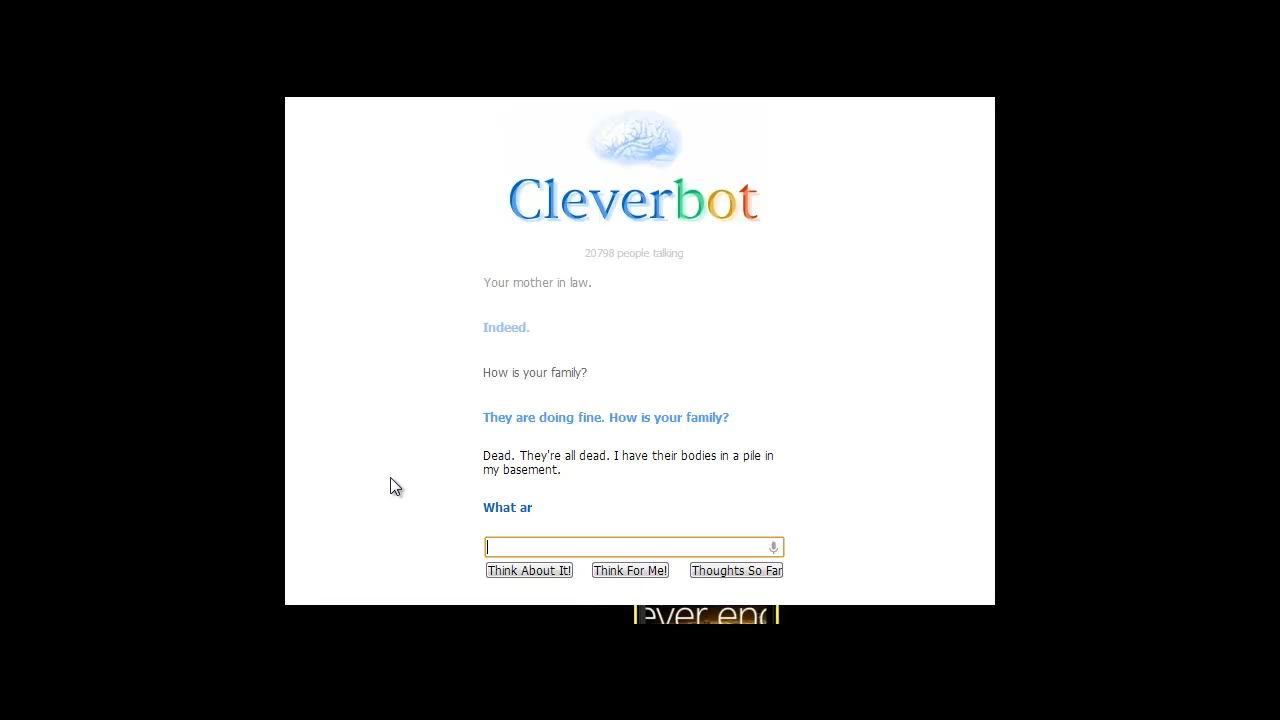 Cleverbot
20798 people talking
Your mother in law.
Indeed.
How is your family?
They are doing fine. How is your family?
Dead. They're all dead. I have their bodies in a pile in
my basement.
What ar
Think About It! Think For Me! Thoughts So Far
ever end